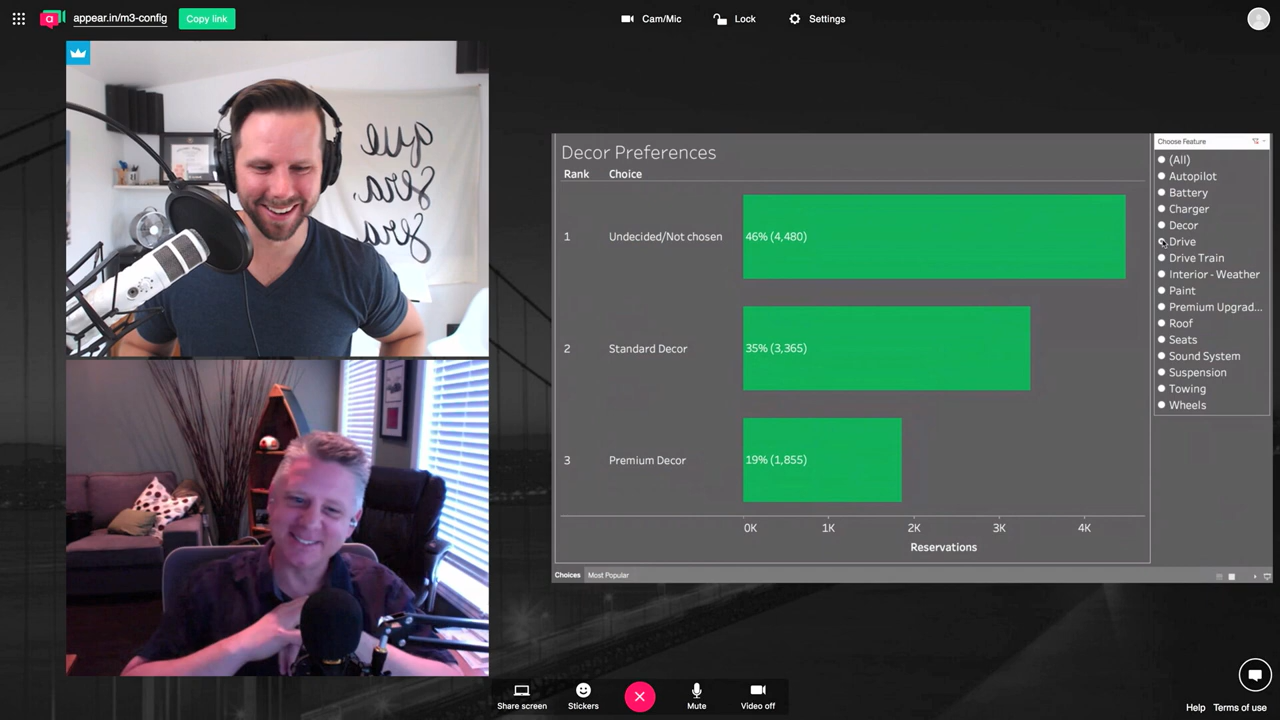 appear.in/m3-config
Copy link
Cam/Mic
Lock
Settings
que
sera,
sera.
Decor Preferences
Rank Choice
1 Undecided/Not chosen 46% (4,480)
2 Standard Decor 35% (3,365)
3 Premium Decor 19% (1,855)
0K 1K 2K 3K 4K
Reservations
Choices Most Popular
Choose Feature
(All)
Autopilot
Battery
Charger
Decor
Drive
Drive Train
Interior - Weather
Paint
Premium Upgrad...
Roof
Seats
Sound System
Suspension
Towing
Wheels
Share screen
Stickers
Mute
Video off
Help
Terms of use